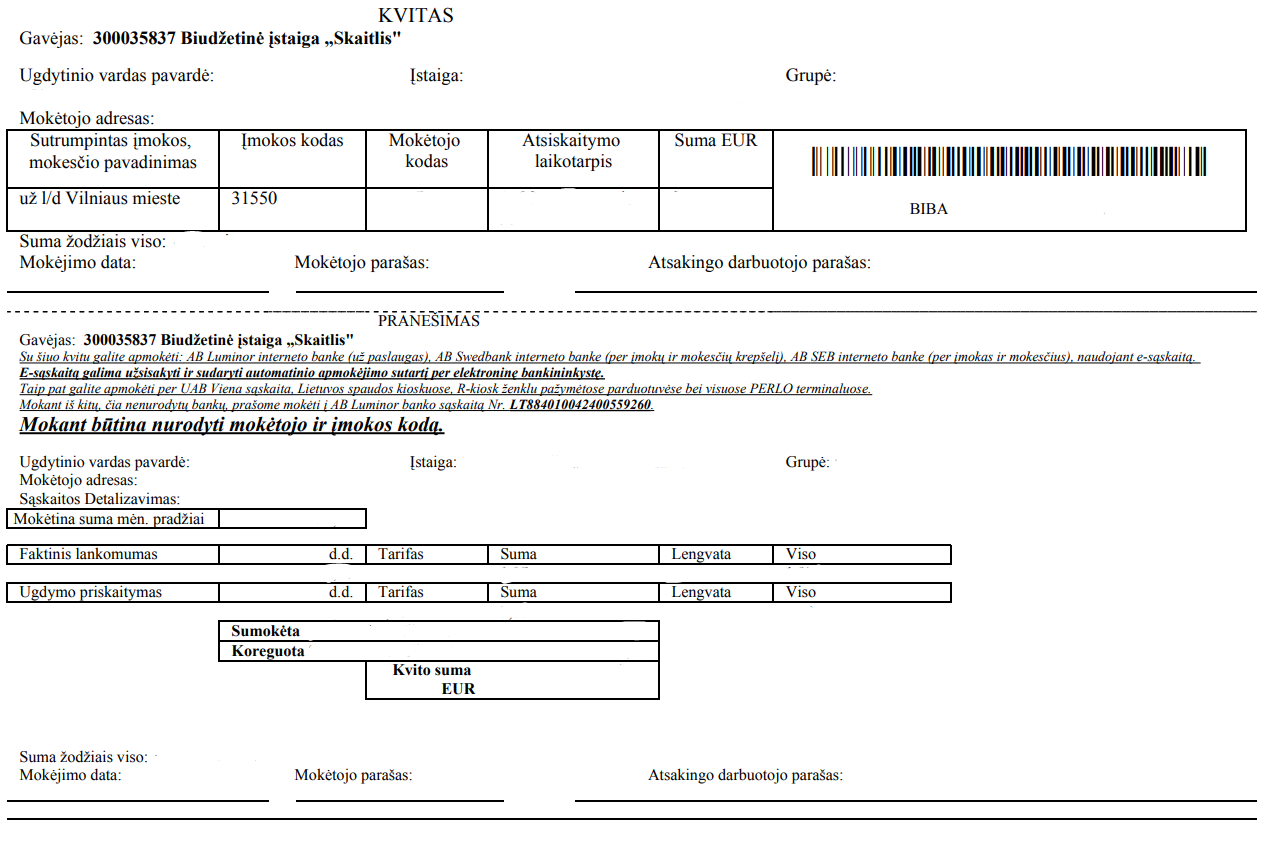 KVITAS
Gavėjas: 300035837 Biudžetinė įstaiga „Skaitlis"
Ugdytinio vardas pavardė: Įstaiga: Grupė:
Mokėtojo adresas:
Sutrumpintas įmokos, mokesčio pavadinimas Įmokos kodas Mokėtojo kodas Atsiskaitymo laikotarpis Suma EUR
už l/d Vilniaus mieste 31550
BIBA
Suma žodžiais viso:
Mokėjimo data: Mokėtojo parašas: Atsakingo darbuotojo parašas:
PRANEŠIMAS
Gavėjas: 300035837 Biudžetinė įstaiga „Skaitlis"
Su šiuo kvitu galite apmokėti: AB Luminor interneto banke (už paslaugas), AB Swedbank interneto banke (per įmokų ir mokesčių krepšelį), AB SEB interneto banke (per įmokas ir mokesčius), naudojant e-sąskaitą.
E-sąskaitą galima užsisakyti ir sudaryti automatinio apmokėjimo sutartį per elektroninę bankininkystę.
Taip pat galite apmokėti per UAB Viena sąskaita, Lietuvos spaudos kioskuose, R-kiosk ženklu pažymėtose parduotuvėse bei visuose PERLO terminaluose.
Mokant iš kitų, čia nenurodytų bankų, prašome mokėti į AB Luminor banko sąskaitą Nr. LT884010042400559260.
Mokant būtina nurodyti mokėtojo ir įmokos kodą.
Ugdytinio vardas pavardė: Įstaiga: Grupė:
Mokėtojo adresas:
Sąskaitos Detalizavimas:
Mokėtina suma mėn. pradžiai
Faktinis lankomumas d.d. Tarifas Suma Lengvata Viso
Ugdymo priskaitymas d.d. Tarifas Suma Lengvata Viso
Sumokėta
Koreguota
Kvito suma
EUR
Suma žodžiais viso:
Mokėjimo data: Mokėtojo parašas: Atsakingo darbuotojo parašas: